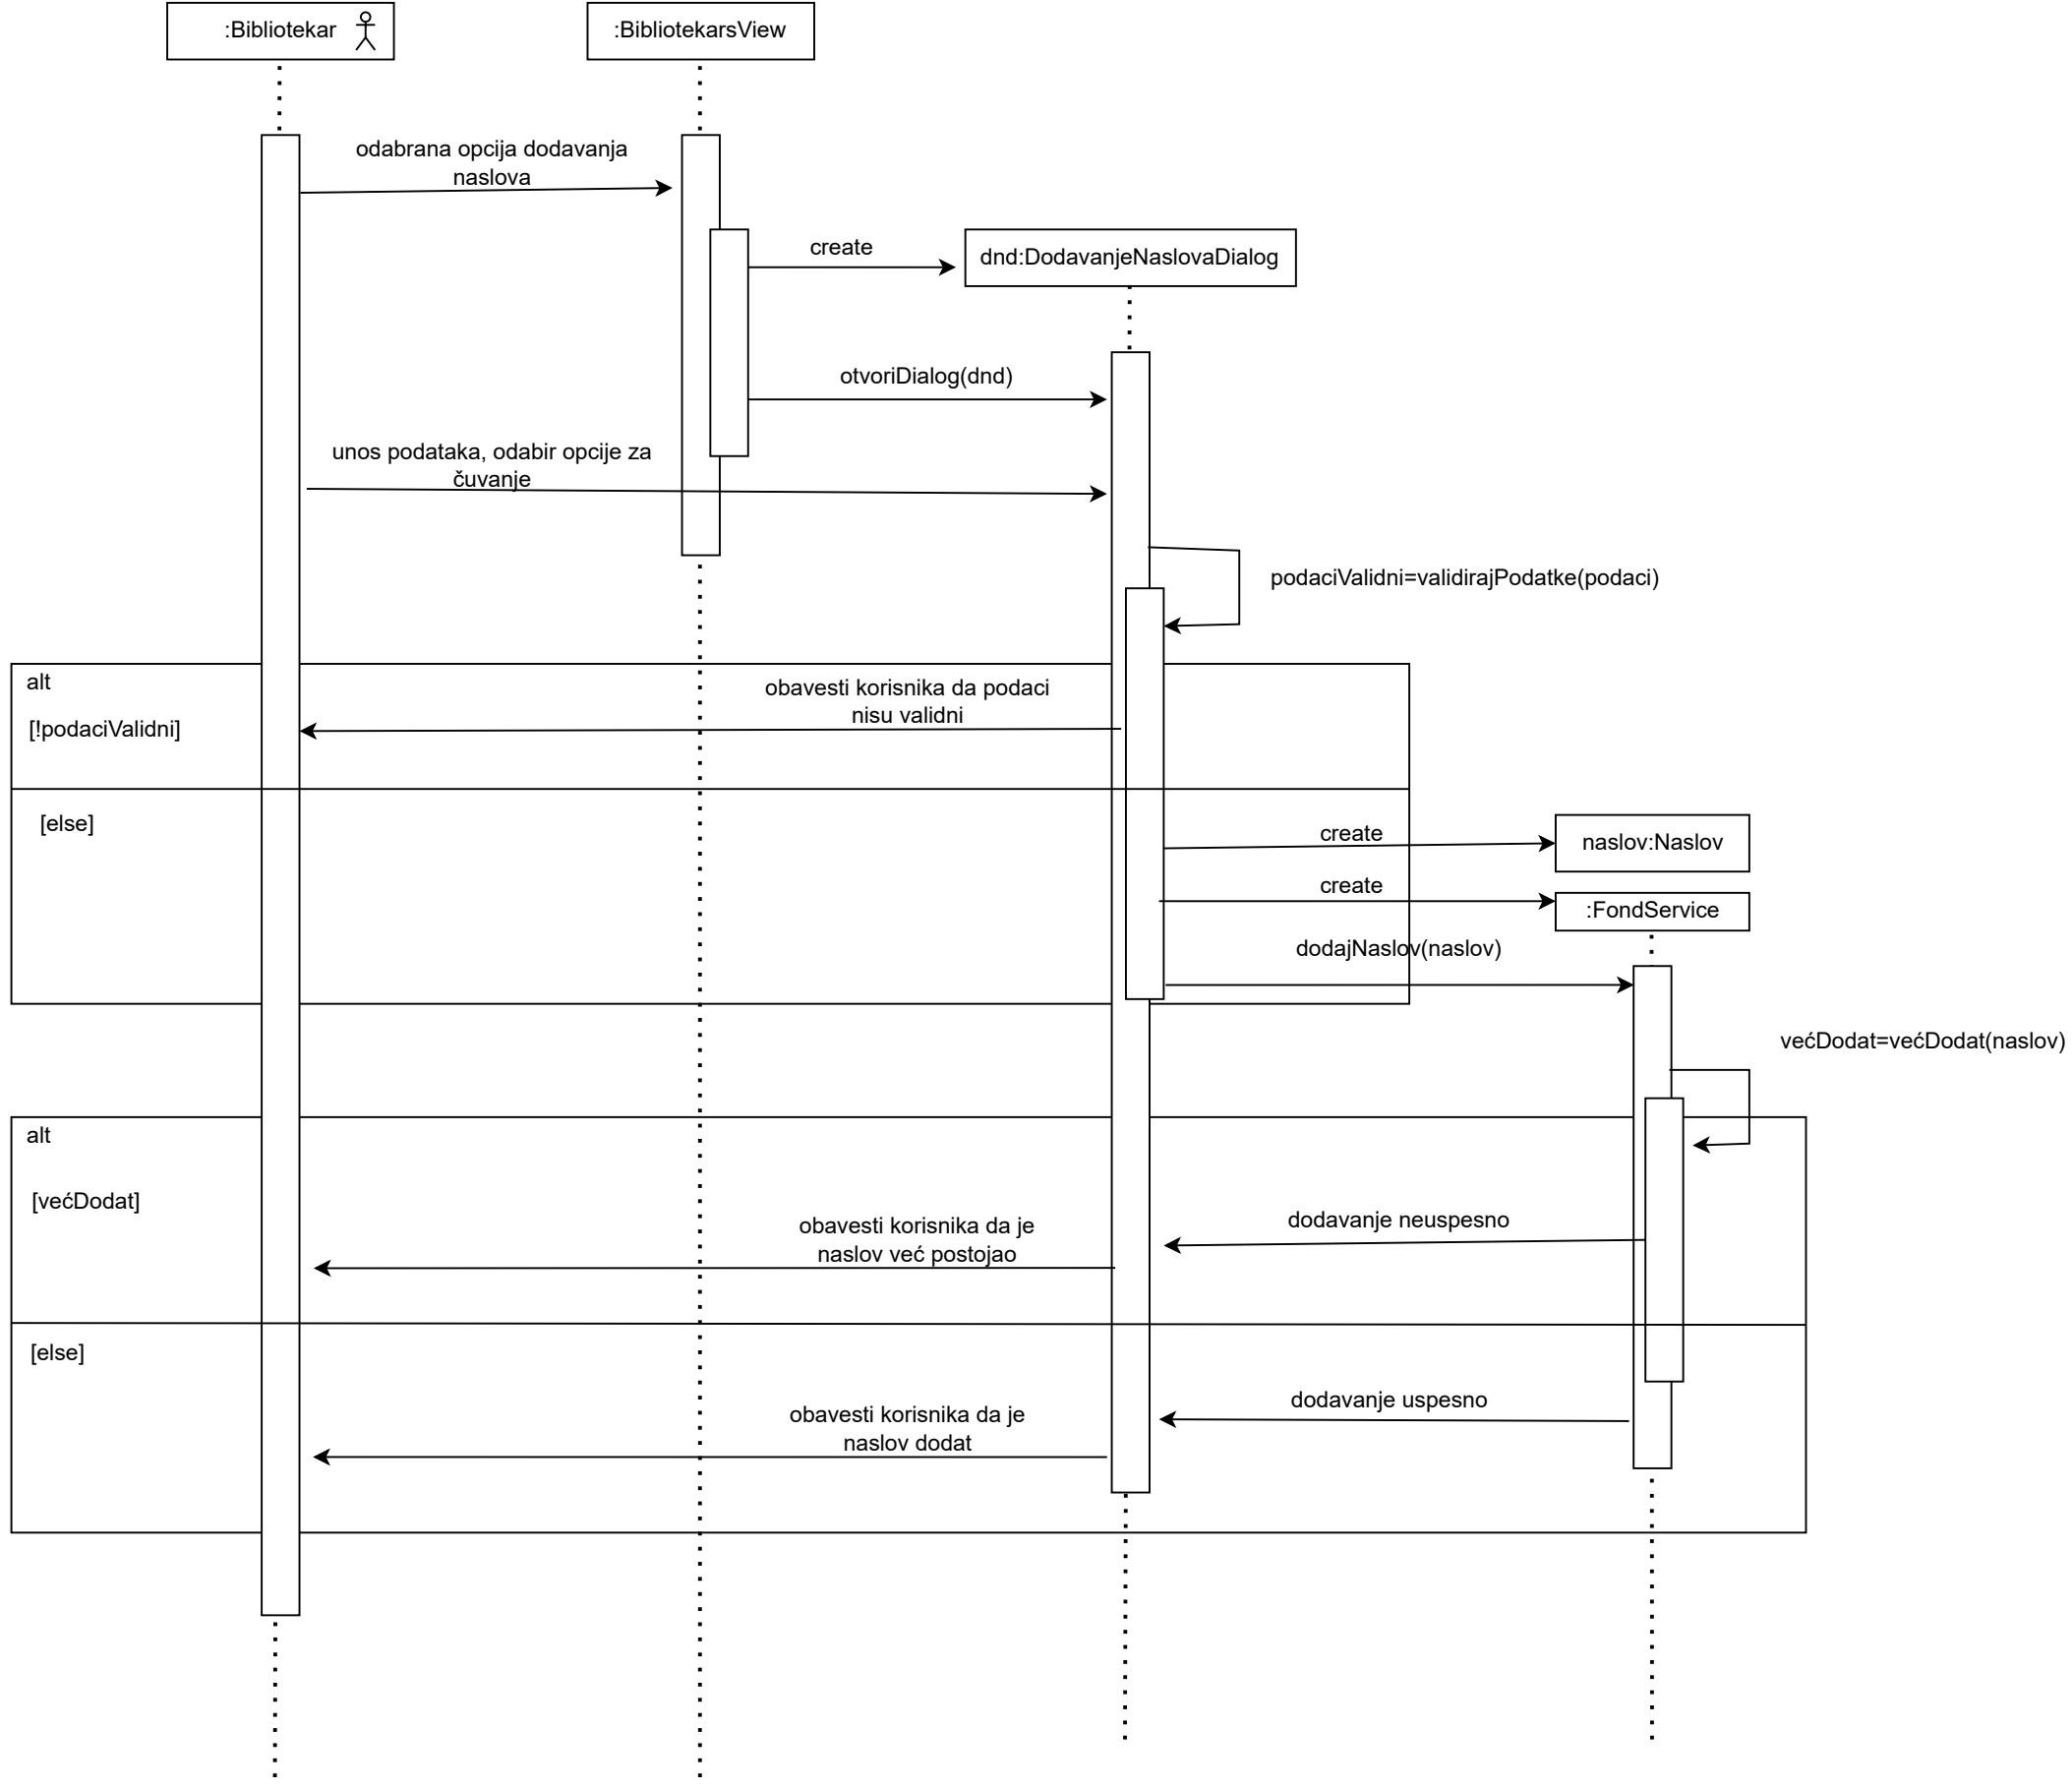 :Bibliotekar
:BibliotekarsView
odabrana opcija dodavanja
naslova
create
dnd:DodavanjeNaslovaDialog
otvoriDialog(dnd)
unos podataka, odabir opcije za
čuvanje
podaciValidni=validirajPodatke(podaci)
alt
[!podaciValidni]
obavesti korisnika da podaci
nisu validni
[else]
create
naslov:Naslov
create
:FondService
dodajNaslov(naslov)
većDodat=većDodat(naslov)
alt
[većDodat]
dodavanje neuspesno
obavesti korisnika da je
naslov već postojao
[else]
dodavanje uspesno
obavesti korisnika da je
naslov dodat